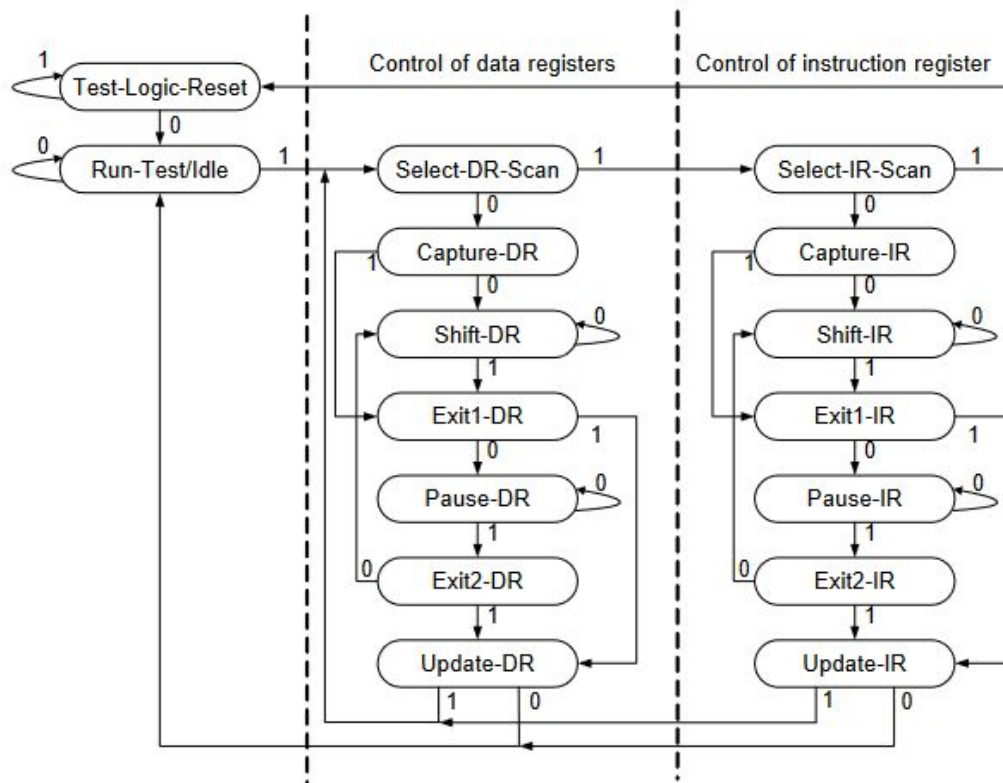 Control of data registers
Control of instruction register
1
Test-Logic-Reset
0
0
Run-Test/Idle
1
Select-DR-Scan
1
Select-IR-Scan
1
0
0
Capture-DR
1
0
Capture-IR
1
0
Shift-DR
0
1
Shift-IR
0
1
Exit1-DR
1
0
Exit1-IR
1
0
Pause-DR
0
1
Pause-IR
0
1
0
Exit2-DR
1
0
Exit2-IR
1
Update-DR
1
0
Update-IR
1
0